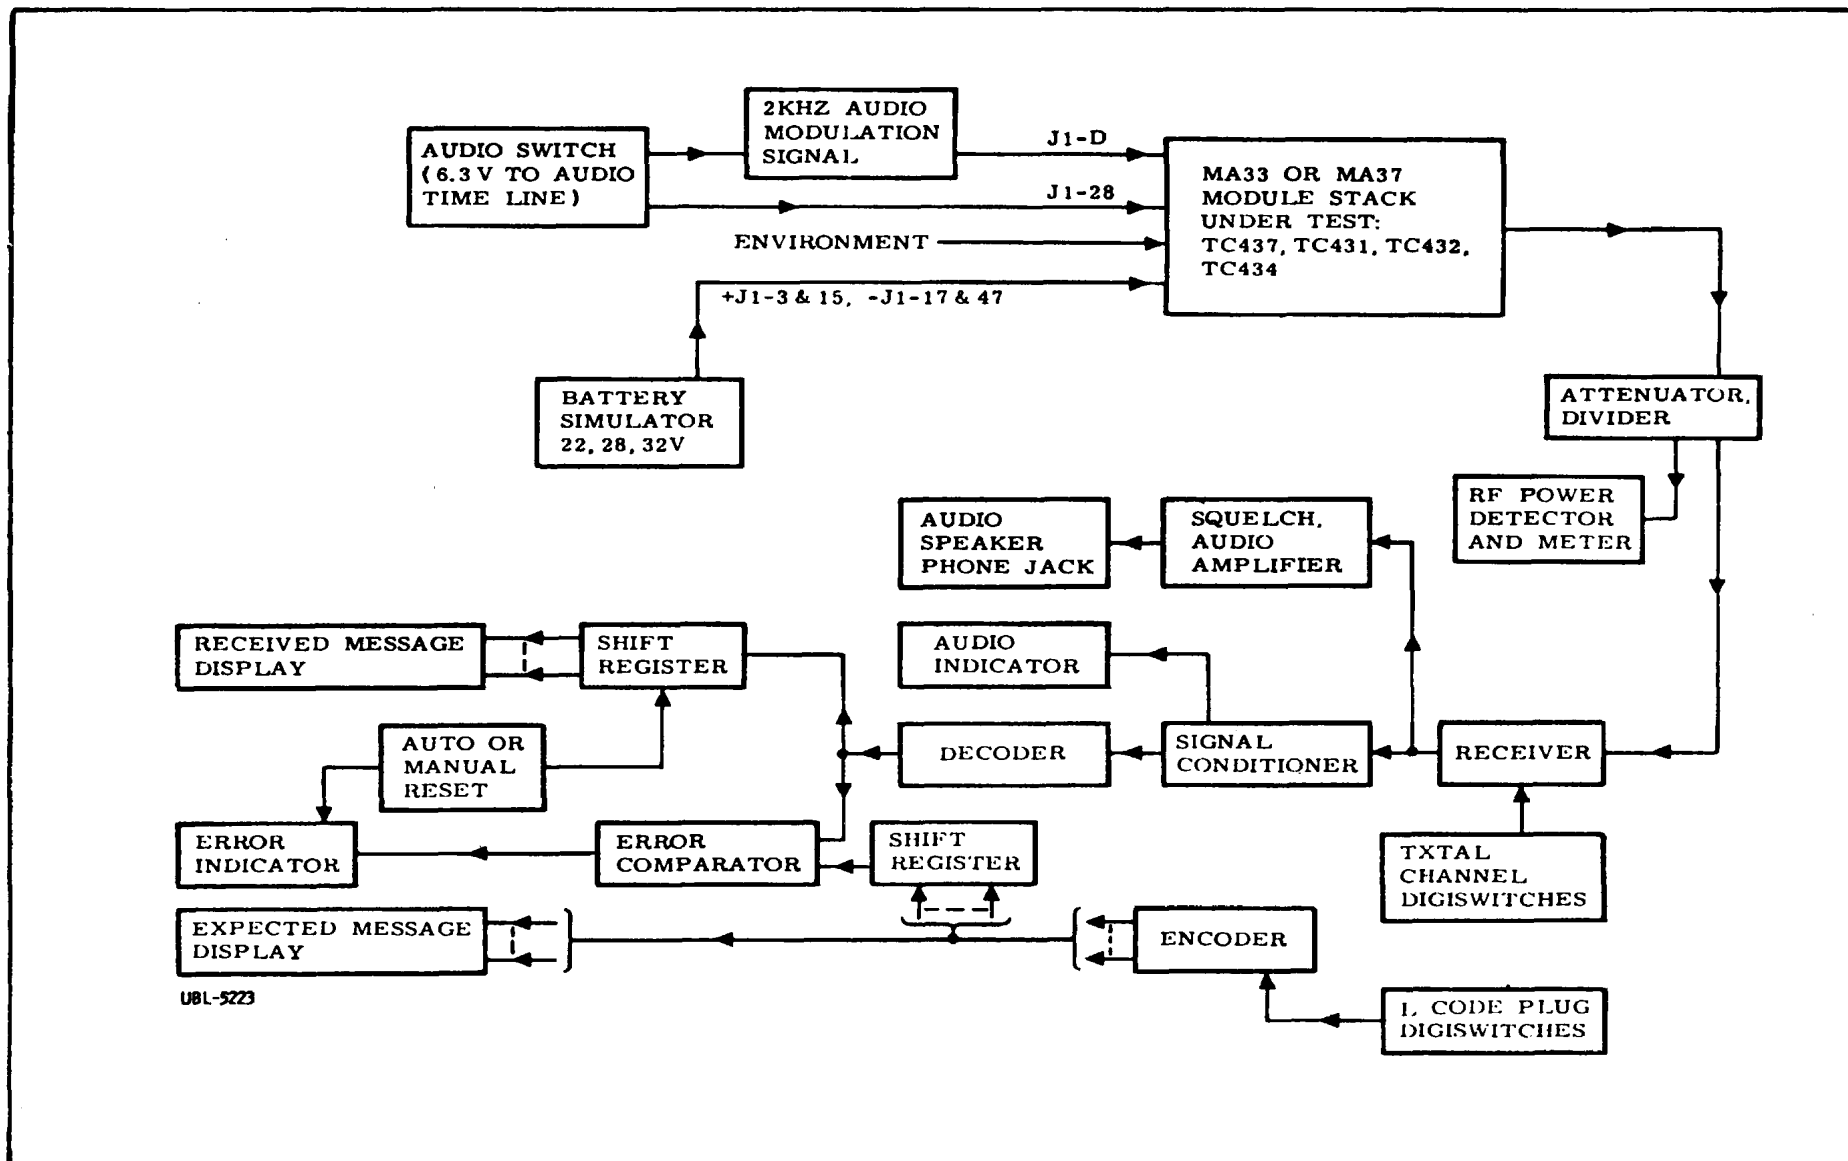 2KHZ AUDIO
MODULATION
SIGNAL
AUDIO SWITCH
(6.3V TO AUDIO
TIME LINE)
J1-D
J1-28
ENVIRONMENT
+J1-3 & 15, -J1-17 & 47
MA33 OR MA37
MODULE STACK
UNDER TEST:
TC437, TC431, TC432,
TC434
BATTERY
SIMULATOR
22, 28, 32V
ATTENUATOR,
DIVIDER
RF POWER
DETECTOR
AND METER
AUDIO
SPEAKER
PHONE JACK
SQUELCH,
AUDIO
AMPLIFIER
RECEIVED MESSAGE
DISPLAY
SHIFT
REGISTER
AUDIO
INDICATOR
AUTO OR
MANUAL
RESET
DECODER
SIGNAL
CONDITIONER
RECEIVER
ERROR
INDICATOR
ERROR
COMPARATOR
SHIFT
REGISTER
TXTAL
CHANNEL
DIGISWITCHES
EXPECTED MESSAGE
DISPLAY
ENCODER
UBL-5223
CODE PLUG
DIGISWITCHES